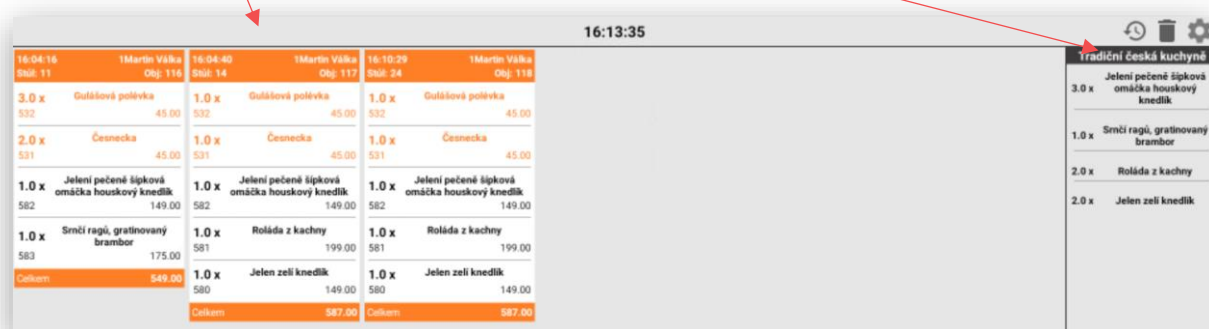 16:13:35
16:04:16 1Martin Válka
Stůl: 11 Obj: 116
3.0 x Gulášová polévka
532 45.00
2.0 x Česnecka
531 45.00
1.0 x Jelení pečeně šípková
omáčka houskový knedlík
582 149.00
1.0 x Srnčí ragů, gratinovaný
brambor
583 175.00
Celkem 549.00
16:04:40 1Martin Válka
Stůl: 14 Obj: 117
1.0 x Gulášová polévka
532 45.00
1.0 x Česnecka
531 45.00
1.0 x Jelení pečeně šípková
omáčka houskový knedlík
582 149.00
1.0 x Roláda z kachny
581 199.00
1.0 x Jelen zelí knedlík
580 149.00
Celkem 587.00
16:10:29 1Martin Válka
Stůl: 24 Obj: 118
1.0 x Gulášová polévka
532 45.00
1.0 x Česnecka
531 45.00
1.0 x Jelení pečeně šípková
omáčka houskový knedlík
582 149.00
1.0 x Roláda z kachny
581 199.00
1.0 x Jelen zelí knedlík
580 149.00
Celkem 587.00
Tradiční česká kuchyně
Jelení pečeně šípková
3.0 x omáčka houskový
knedlík
1.0 x Srnčí ragů, gratinovaný
brambor
2.0 x Roláda z kachny
2.0 x Jelen zelí knedlík